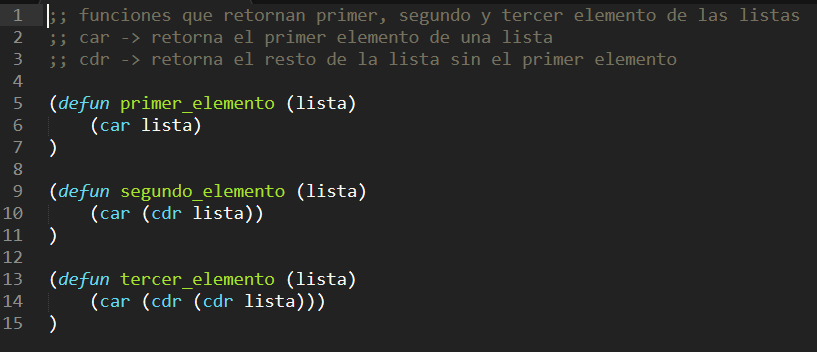 1 ;; funciones que retornan primer, segundo y tercer elemento de las listas
2 ;; car -> retorna el primer elemento de una lista
3 ;; cdr -> retorna el resto de la lista sin el primer elemento
4
5 (defun primer_elemento (lista)
6     (car lista)
7 )
8
9 (defun segundo_elemento (lista)
10     (car (cdr lista))
11 )
12
13 (defun tercer_elemento (lista)
14     (car (cdr (cdr lista)))
15 )